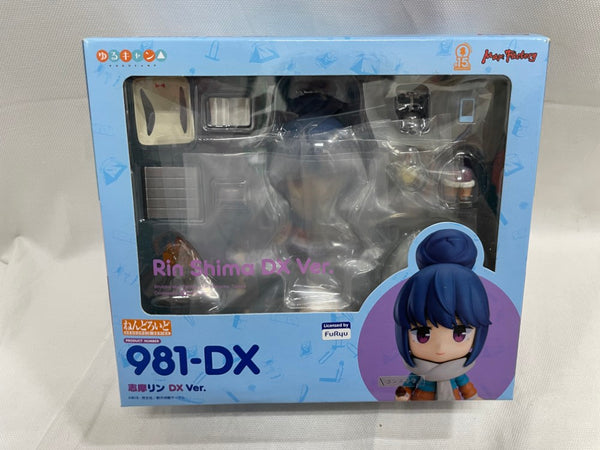 ゆるキャン△
15
Max Factory
Rin Shima DX Ver.
Licensed by
FuRyu
ねんどろいど
PRODUCT NUMBER
981-DX
志摩リン DX Ver.